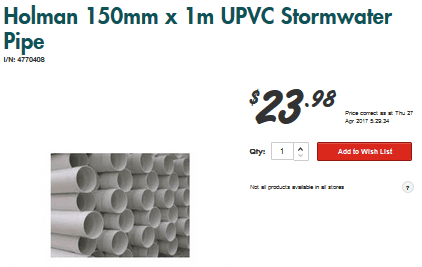 Holman 150mm x 1m UPVC Stormwater
Pipe
I/N: 4770408
$23.98
Price correct as at Thu 27
Apr 2017 5:29:34
Qty: 1
Add to Wish List
Not all products available in all stores
?